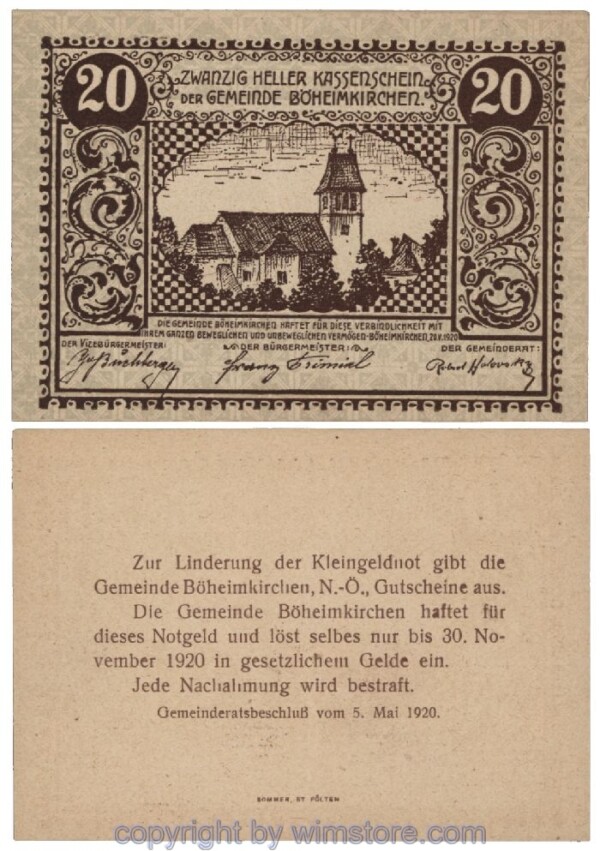 20
ZWANZIG HELLER KASSENSCHEIN
DER GEMEINDE BÖHEIMKIRCHEN.
20
DIE GEMEINDE BÖHEIMKIRCHEN HAFTET FÜR DIESE VERBINDLICHKEIT MIT
IHREM GANZEN BEWEGLICHEN UND UNBEWEGLICHEN VERMÖGEN-BÖHEIMKIRCHEN, 20.V.1920
DER VIZEBÜRGERMEISTER:
DER BÜRGERMEISTER:
DER GEMEINDERAT:
Franz
Zur Linderung der Kleingeldnot gibt die
Gemeinde Böheimkirchen, N.-Ö., Gutscheine aus.
Die Gemeinde Böheimkirchen haftet für
dieses Notgeld und löst selbes nur bis 30. No-
vember 1920 in gesetzlichem Gelde ein.
Jede Nachahmung wird bestraft.
Gemeinderatsbeschluß vom 5. Mai 1920.
SOMMER, ST PÖLTEN
copyright by wimstore.com